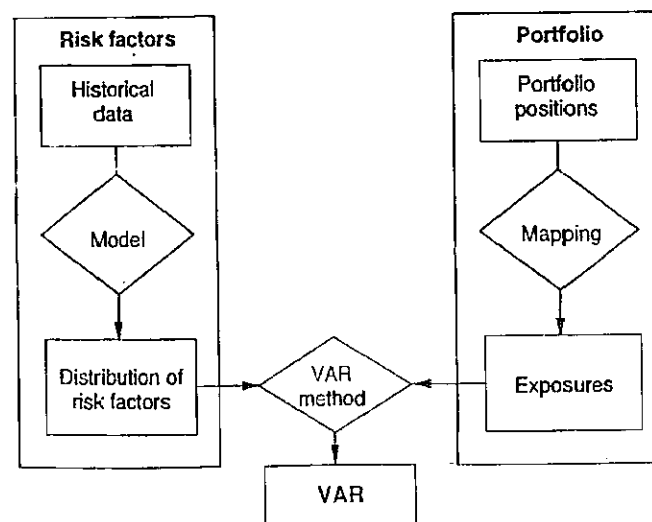 Risk factors
Historical
data
Model
Distribution of
risk factors
Portfolio
Portfolio
positions
Mapping
Exposures
VAR
method
VAR